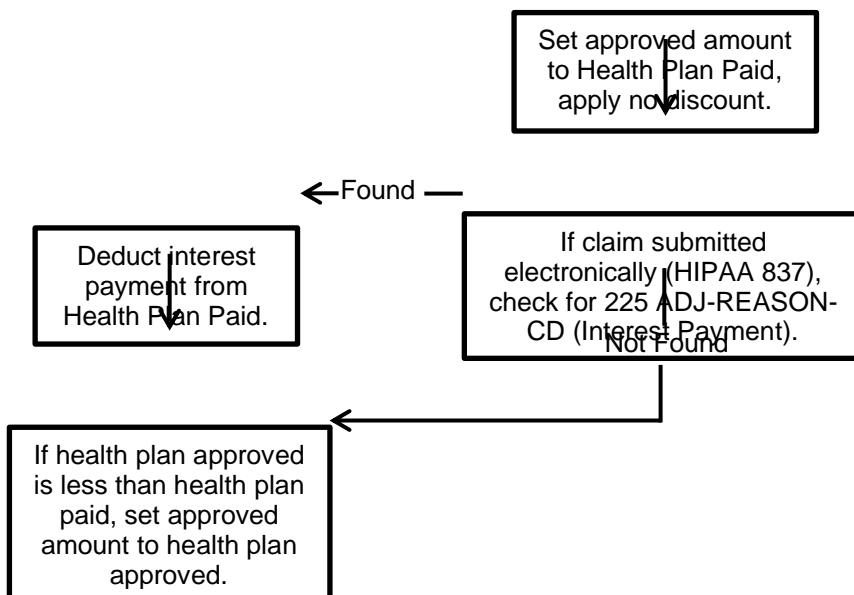 Set approved amount
to Health Plan Paid,
apply no discount.
Found
Deduct interest
payment from
Health Plan Paid.
If claim submitted
electronically (HIPAA 837),
check for 225 ADJ-REASON-
CD (Interest Payment).
Not Found
If health plan approved
is less than health plan
paid, set approved
amount to health plan
approved.